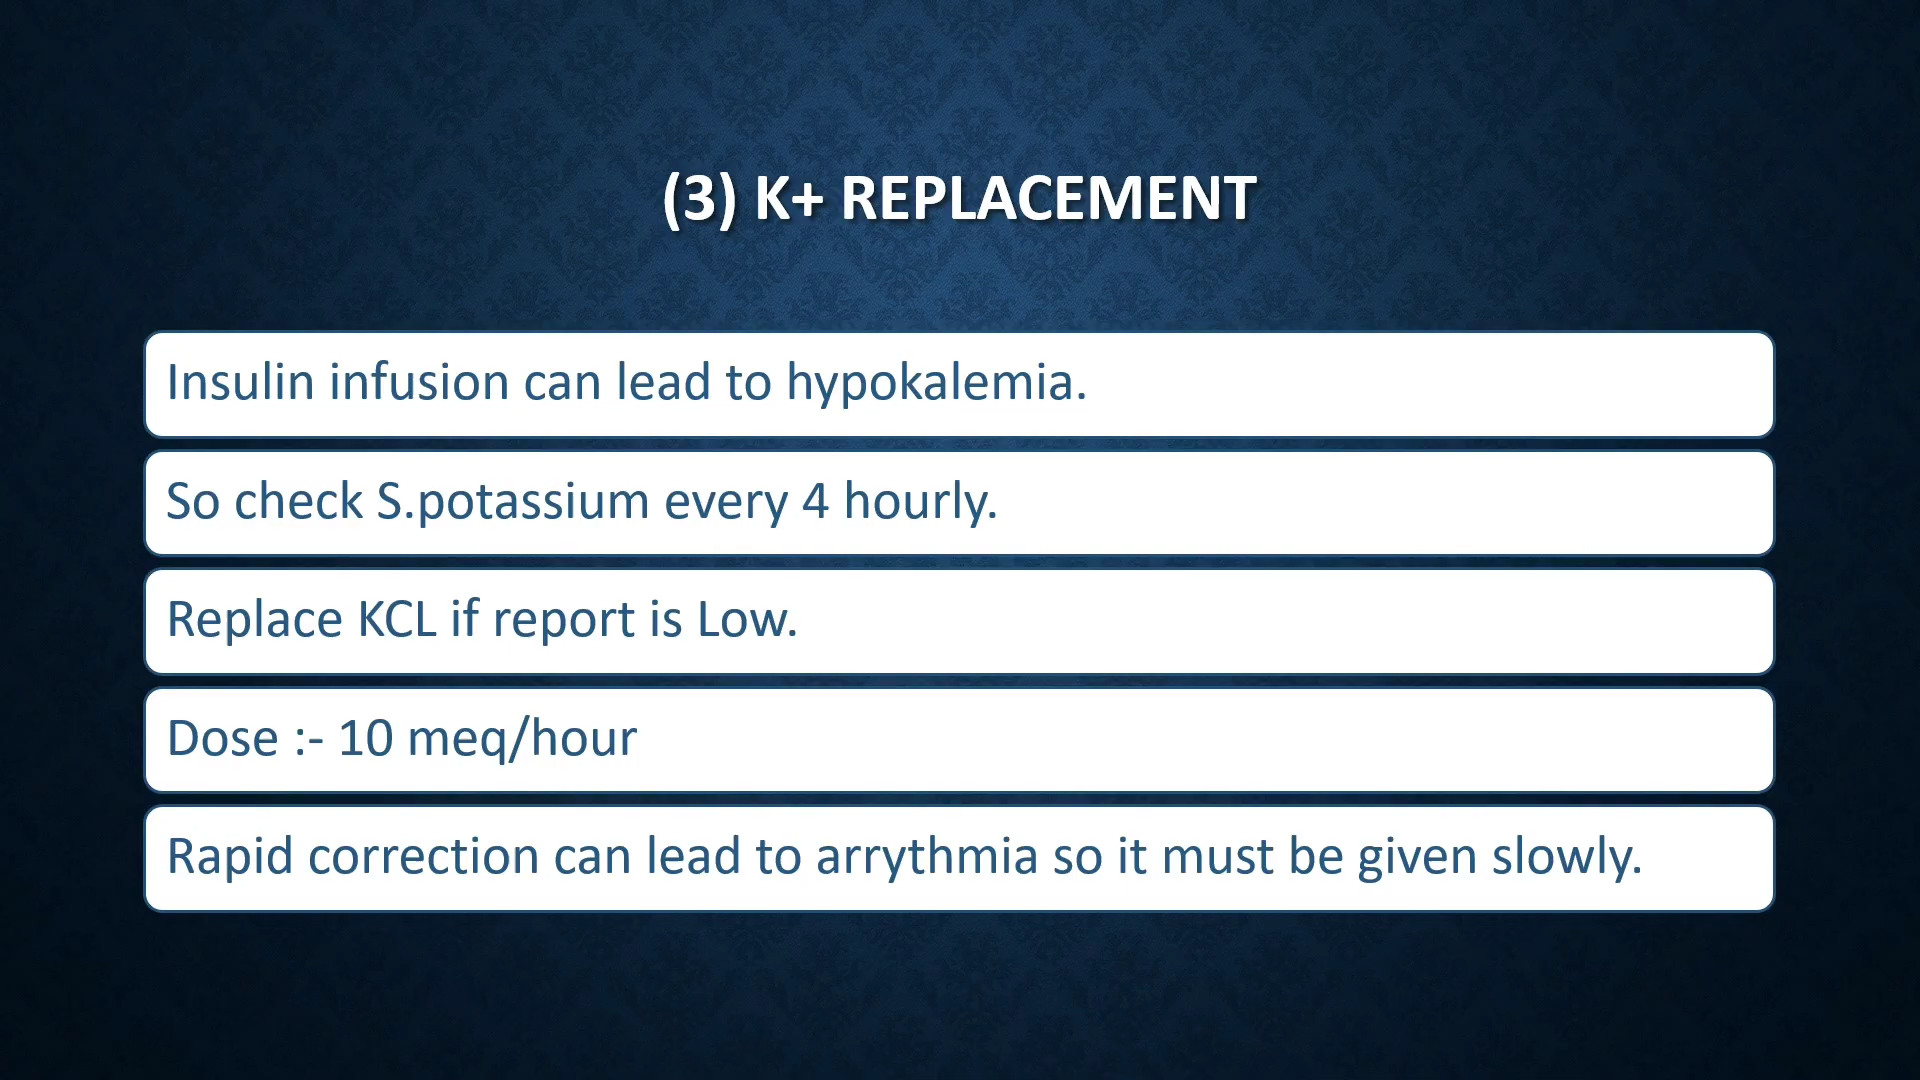 (3) K+ REPLACEMENT
Insulin infusion can lead to hypokalemia.
So check S.potassium every 4 hourly.
Replace KCL if report is Low.
Dose :- 10 meq/hour
Rapid correction can lead to arrythmia so it must be given slowly.